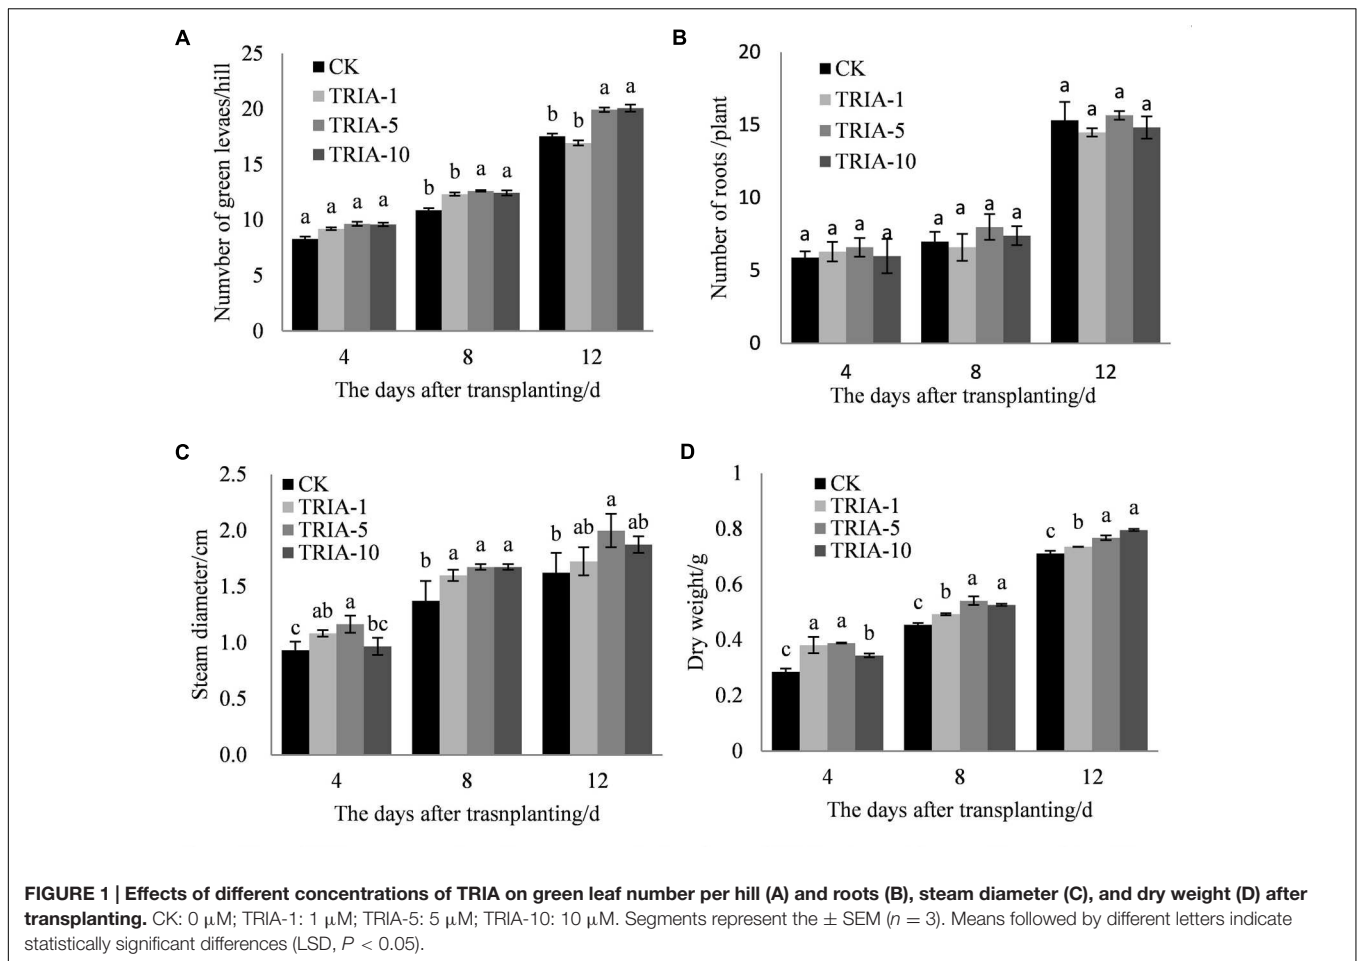 A
Numvber of green levaes/hill
25
20
15
10
5
0
CK
TRIA-1
TRIA-5
TRIA-10
a a a a
b b a a
b b a a
4 8 12
The days after transplanting/d
B
Number of roots /plant
20
15
10
5
0
CK
TRIA-1
TRIA-5
TRIA-10
a a a a
a a a a
a a a a
4 8 12
The days after transplanting/d
C
Steam diameter/cm
2.5
2.0
1.5
1.0
0.5
0.0
CK
TRIA-1
TRIA-5
TRIA-10
c ab a bc
b a a a
b ab a ab
4 8 12
The days after trasnplanting/d
D
Dry weight/g
1
0.8
0.6
0.4
0.2
0
CK
TRIA-1
TRIA-5
TRIA-10
c a a b
c b a a
c b a a
4 8 12
The days after transplanting/d
FIGURE 1 | Effects of different concentrations of TRIA on green leaf number per hill (A) and roots (B), steam diameter (C), and dry weight (D) after
transplanting. CK: 0 μM; TRIA-1: 1 μM; TRIA-5: 5 μM; TRIA-10: 10 μM. Segments represent the ± SEM (n = 3). Means followed by different letters indicate
statistically significant differences (LSD, P < 0.05).